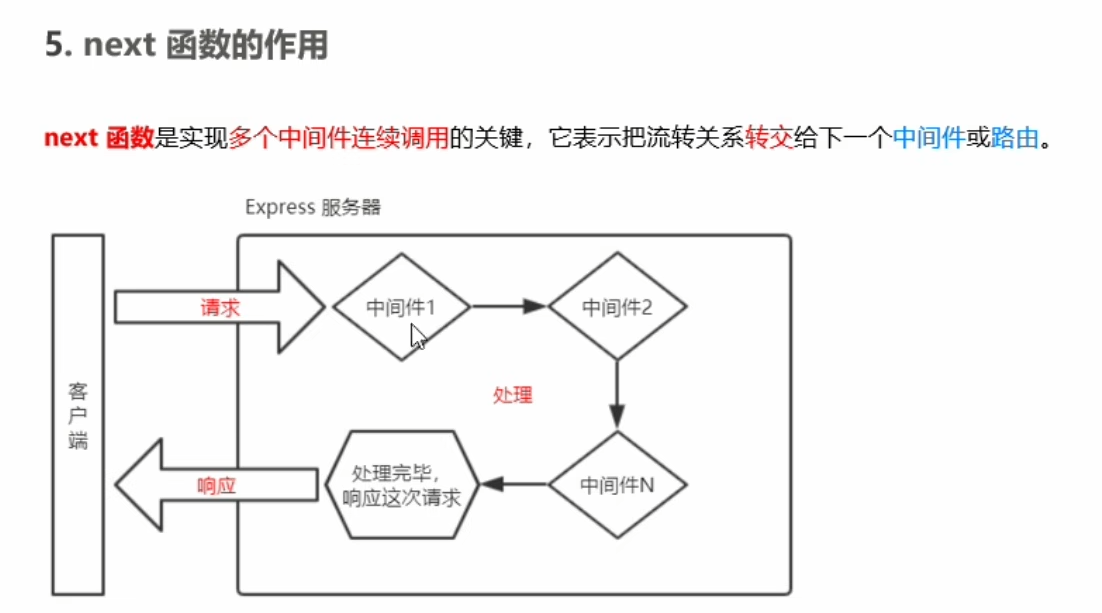 5. next 函数的作用
next 函数是实现多个中间件连续调用的关键，它表示把流转关系转交给下一个中间件或路由。
Express 服务器
请求
中间件1
中间件2
客户端
处理
响应
处理完毕，
响应这次请求
中间件N